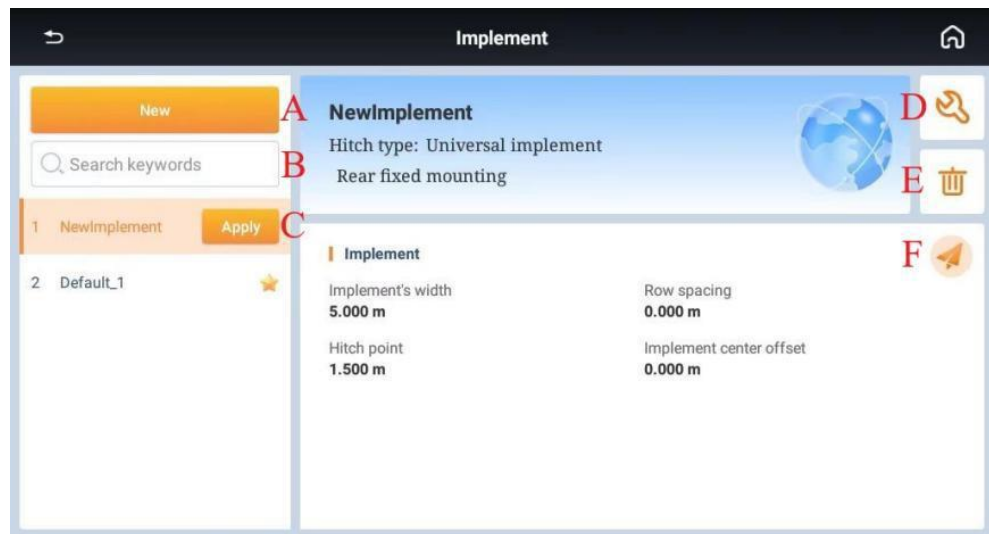 Implement
New
A
Search keywords
B
1 NewImplement Apply
C
2 Default_1
NewImplement
Hitch type: Universal implement
Rear fixed mounting
D
E
Implement
F
Implement's width
5.000 m
Row spacing
0.000 m
Hitch point
1.500 m
Implement center offset
0.000 m